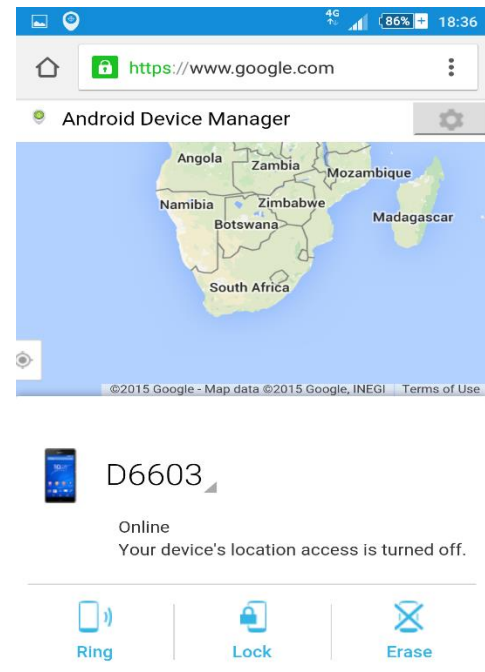 4G 86% 18:36
https://www.google.com
Android Device Manager
Angola
Zambia
Mozambique
Namibia
Zimbabwe
Madagascar
Botswana
South Africa
©2015 Google - Map data ©2015 Google, INEGI Terms of Use
D6603
Online
Your device's location access is turned off.
Ring Lock Erase